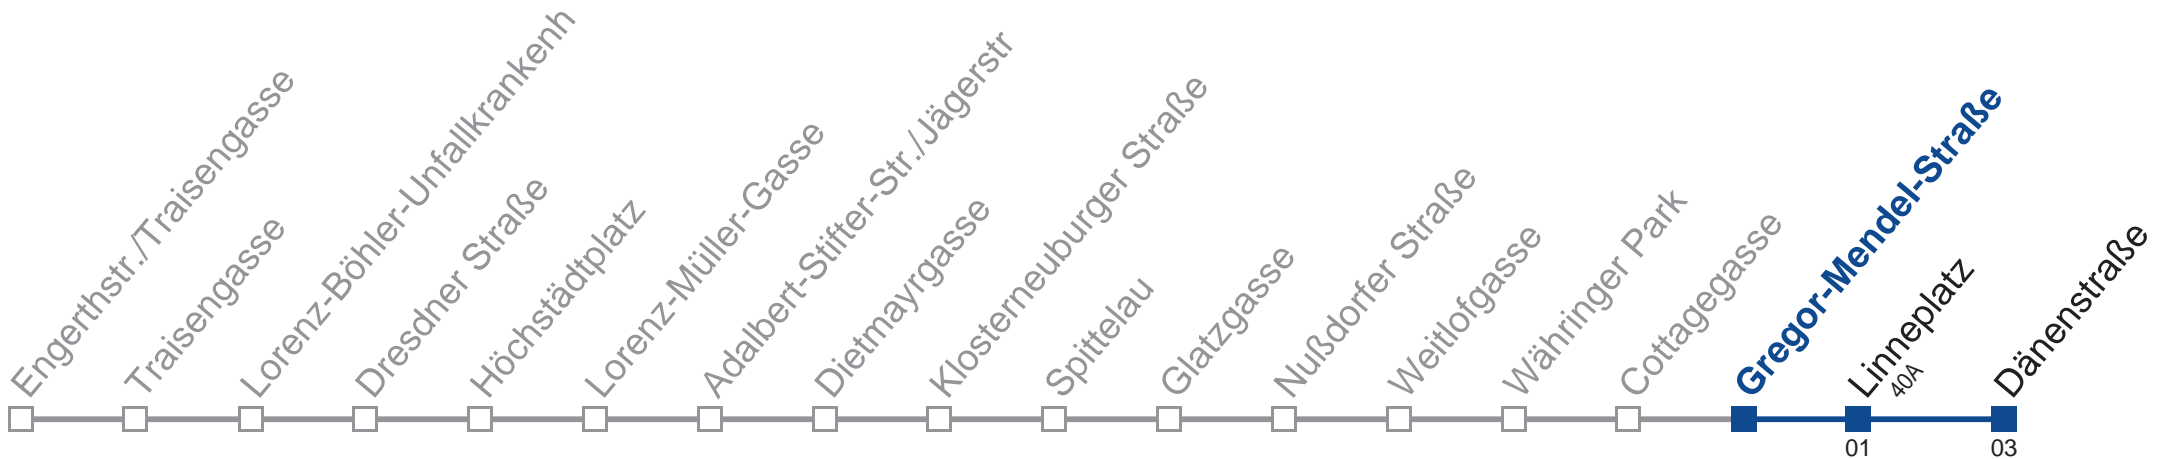 Engerthstr./Traisengasse
Traisengasse
Lorenz-Böhler-Unfallkrankenh
Dresdner Straße
Höchstädtplatz
Lorenz-Müller-Gasse
Adalbert-Stifter-Str./Jägerstr
Dietmayrgasse
Klosterneuburger Straße
Spittelau
Glatzgasse
Nußdorfer Straße
Weitlofgasse
Währinger Park
Cottagegasse
Gregor-Mendel-Straße
Linneplatz
40A
Dänenstraße
01
03